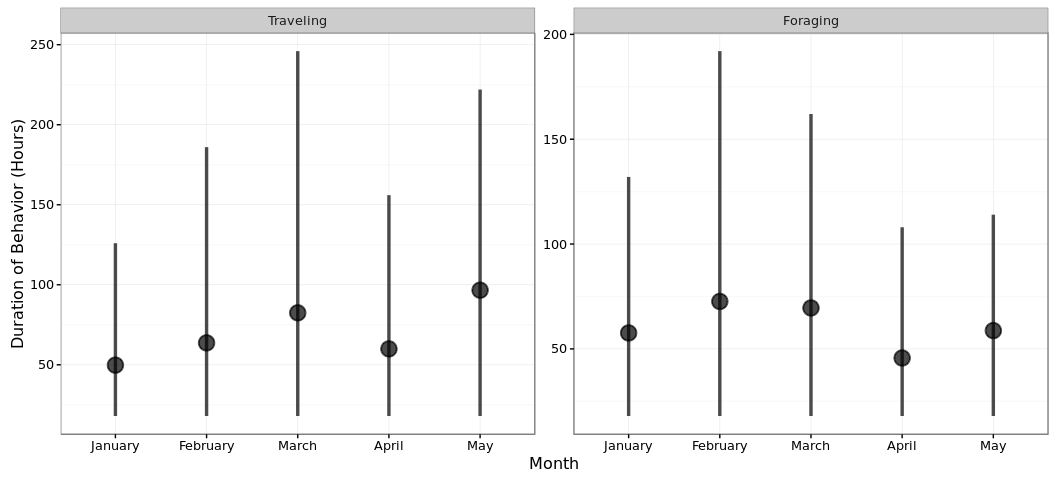 Traveling
Foraging
Duration of Behavior (Hours)
250
200
150
100
50
200
150
100
50
January February March April May
January February March April May
Month